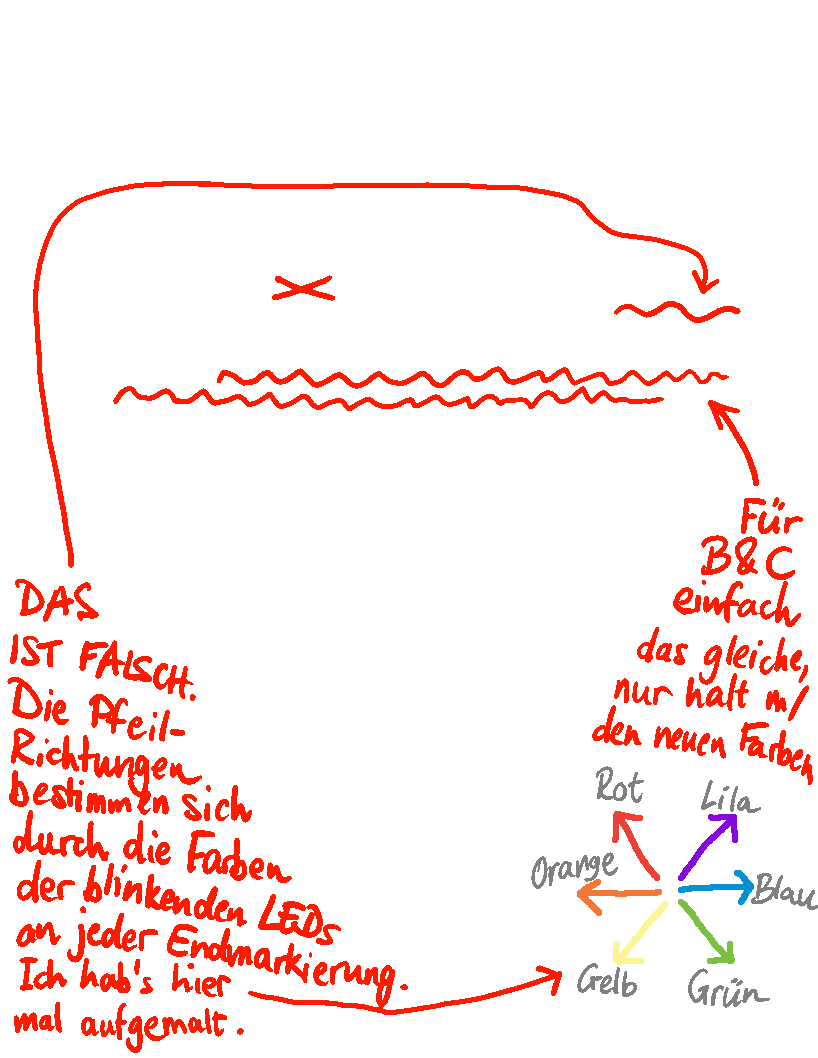 DAS
IST FALSCH.
Die Pfeil-
Richtungen
bestimmen sich
durch die Farben
der blinkenden LEDs
an jeder Endmarkierung.
Ich hab's hier
mal aufgemalt.
Für
B&C
einfach
das gleiche,
nur halt m/
den neuen Farben
Rot
Lila
Orange
Blau
Gelb
Grün